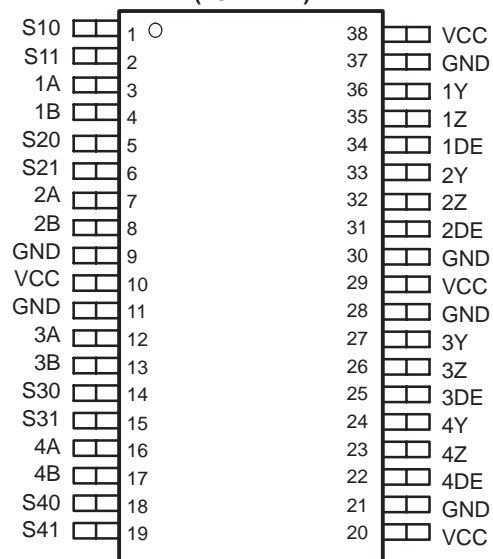 S10 1 38 VCC
S11 2 37 GND
1A 3 36 1Y
1B 4 35 1Z
S20 5 34 1DE
S21 6 33 2Y
2A 7 32 2Z
2B 8 31 2DE
GND 9 30 GND
VCC 10 29 VCC
GND 11 28 GND
3A 12 27 3Y
3B 13 26 3Z
S30 14 25 3DE
S31 15 24 4Y
4A 16 23 4Z
4B 17 22 4DE
S40 18 21 GND
S41 19 20 VCC